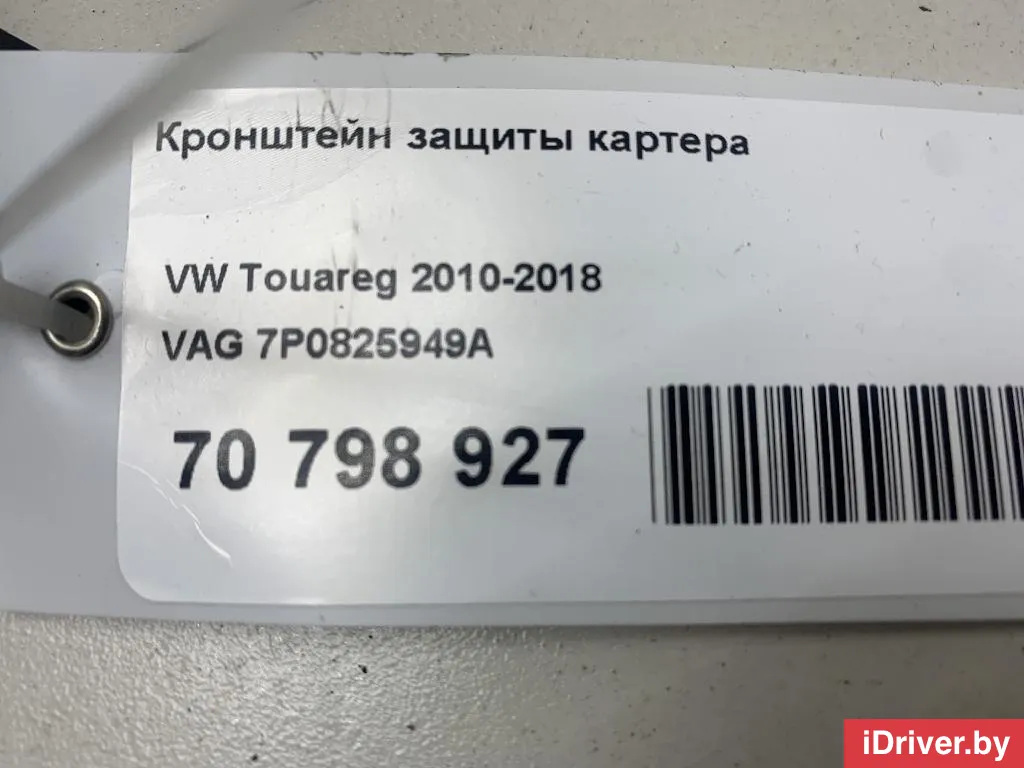 Кронштейн защиты картера
VW Touareg 2010-2018
VAG 7P0825949A
70 798 927
iDriver.by